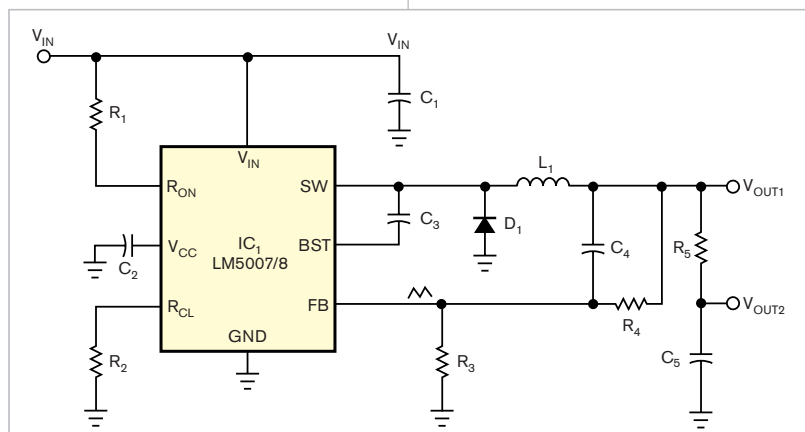 V_IN
V_IN
R_1
C_1
V_IN
R_ON
SW
L_1
V_OUT1
C_3
D_1
C_4
R_5
IC_1
LM5007/8
V_CC
BST
C_2
R_CL
FB
R_4
V_OUT2
GND
R_2
R_3
C_5